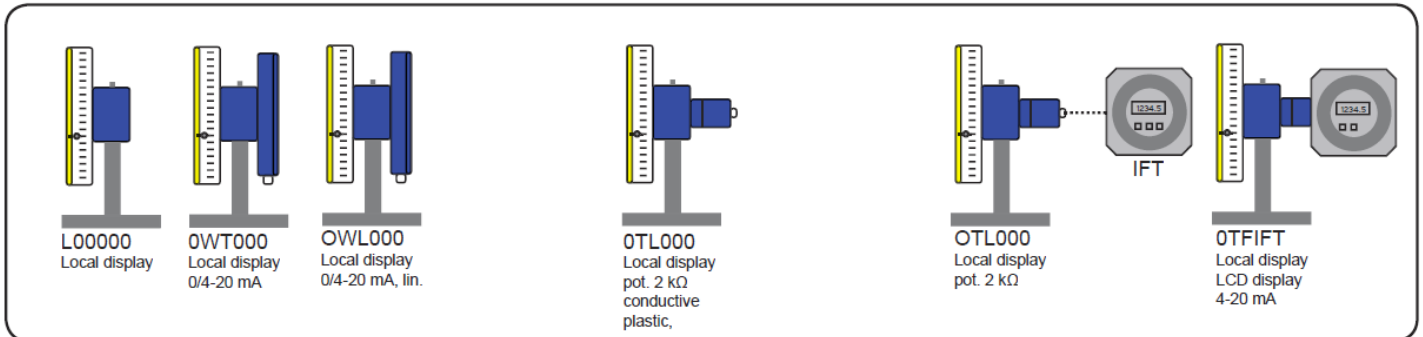 1234.5
1234.5
IFT
L00000
Local display
0WT000
Local display
0/4-20 mA
OWL000
Local display
0/4-20 mA, lin.
0TL000
Local display
pot. 2 kΩ
conductive
plastic,
OTL000
Local display
pot. 2 kΩ
0TFIFT
Local display
LCD display
4-20 mA